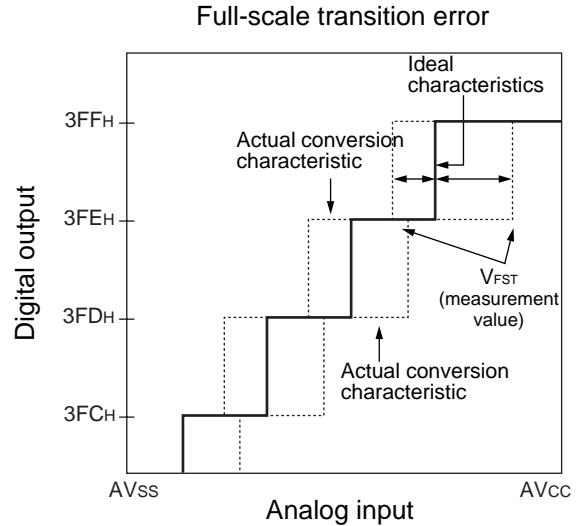 Full-scale transition error
Ideal
characteristics
3FFH
Actual conversion
characteristic
3FEH
VFST
(measurement
value)
3FDH
Actual conversion
characteristic
3FCH
Digital output
AVSS
AVCC
Analog input